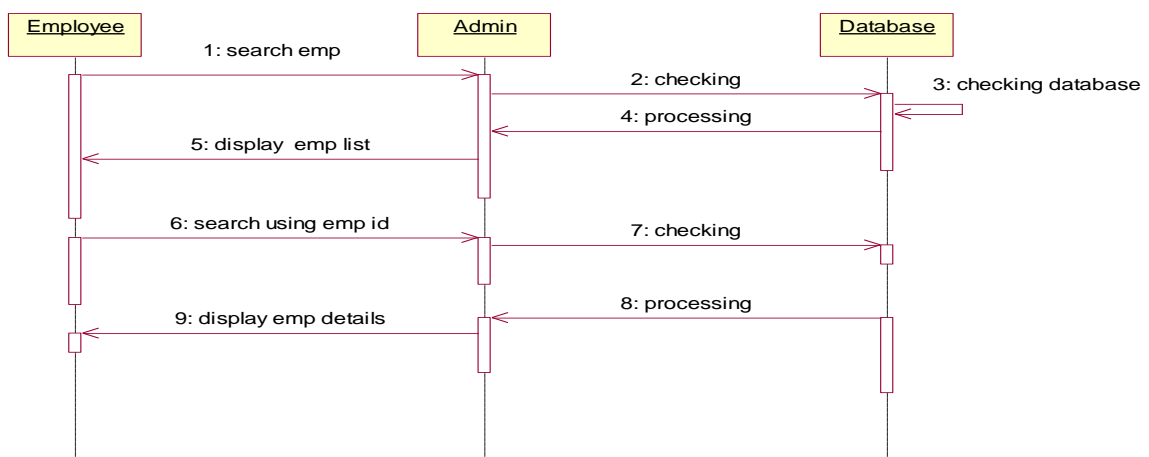 Employee
Admin
Database
1: search emp
2: checking
3: checking database
4: processing
5: display emp list
6: search using emp id
7: checking
8: processing
9: display emp details